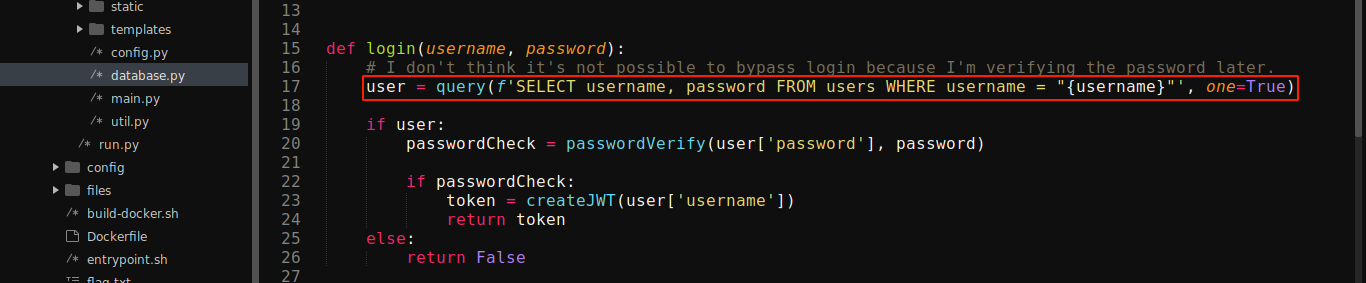 static
templates
config.py
database.py
main.py
util.py
run.py
config
files
build-docker.sh
Dockerfile
entrypoint.sh
flag.txt
13
14
15 def login(username, password):
16 # I don't think it's not possible to bypass login because I'm verifying the password later.
17 user = query(f'SELECT username, password FROM users WHERE username = "{username}"', one=True)
18
19 if user:
20 passwordCheck = passwordVerify(user['password'], password)
21
22 if passwordCheck:
23 token = createJWT(user['username'])
24 return token
25 else:
26 return False
27